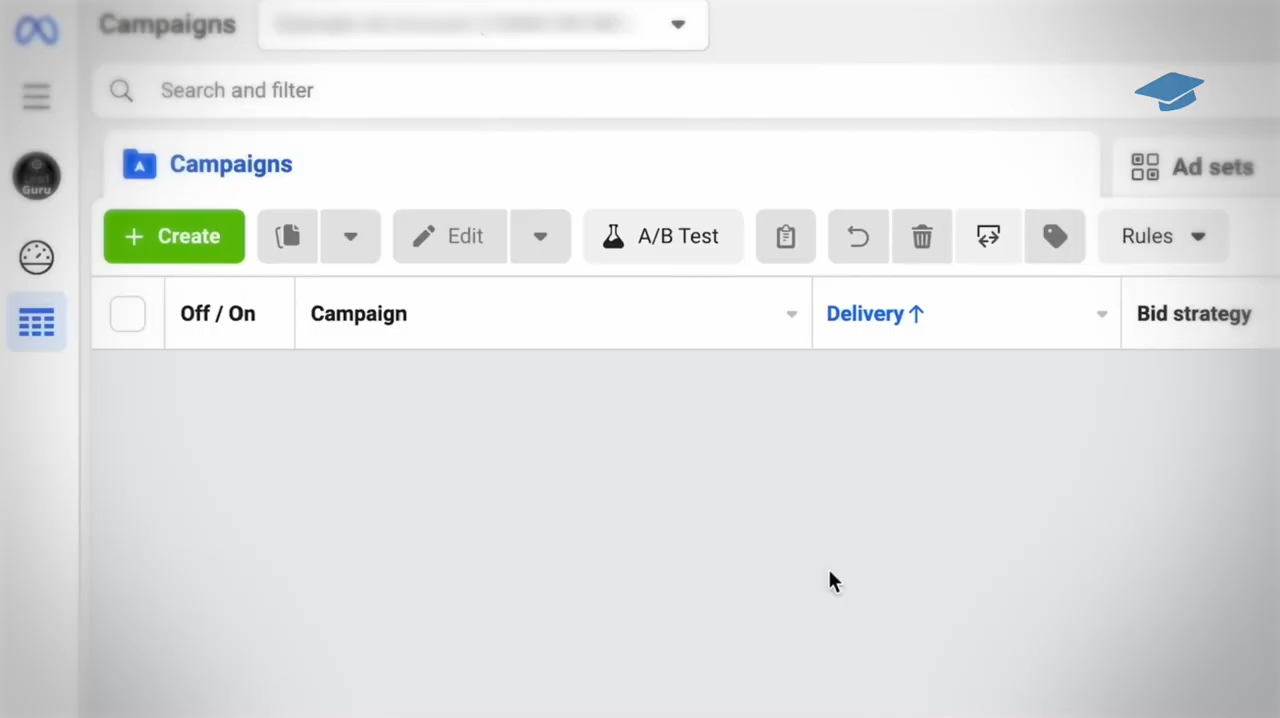 Campaigns
Search and filter
Campaigns
Ad sets
Guru
+ Create
Edit
A/B Test
Rules
Off / On
Campaign
Delivery↑
Bid strategy